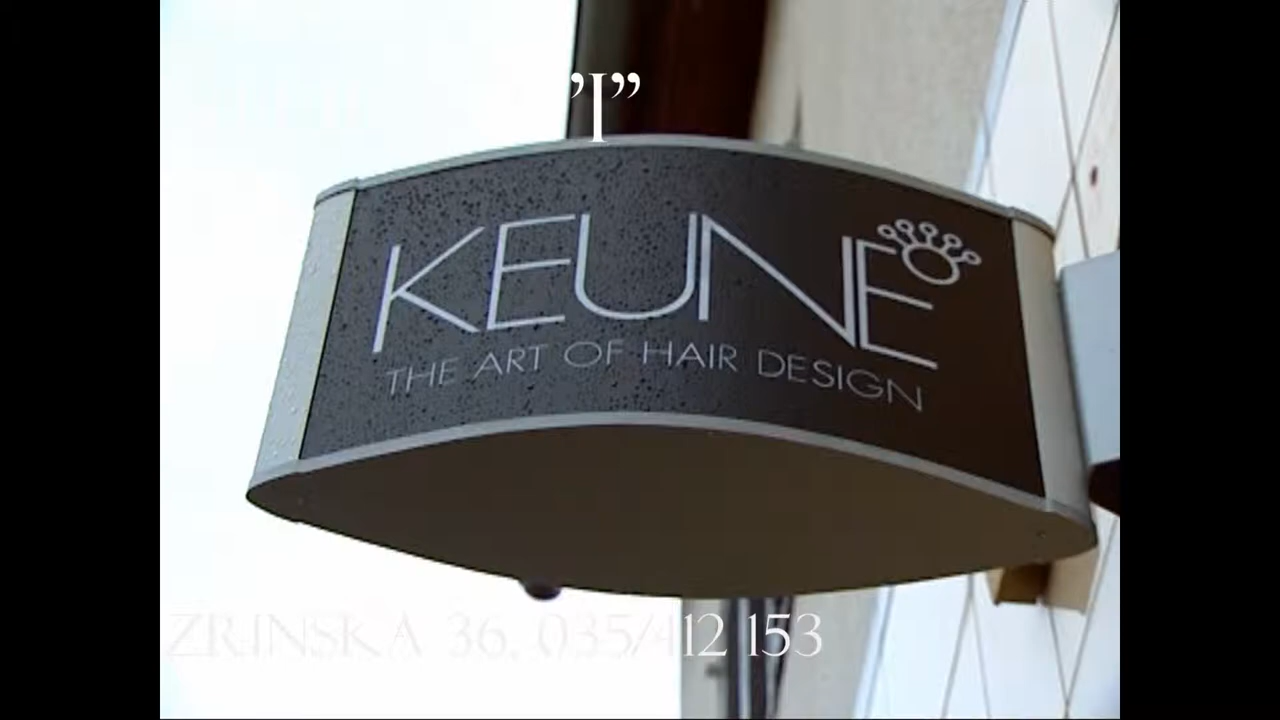 "I"
KEUNE
THE ART OF HAIR DESIGN
ZRINSKA 36, 035/412 153